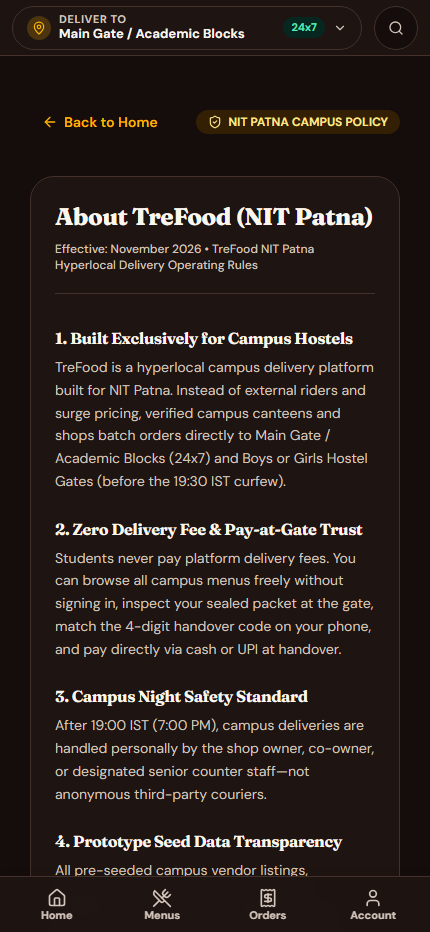 DELIVER TO
Main Gate / Academic Blocks
24x7
Back to Home
NIT PATNA CAMPUS POLICY
About TreFood (NIT Patna)
Effective: November 2026 • TreFood NIT Patna
Hyperlocal Delivery Operating Rules
1. Built Exclusively for Campus Hostels
TreFood is a hyperlocal campus delivery platform
built for NIT Patna. Instead of external riders and
surge pricing, verified campus canteens and
shops batch orders directly to Main Gate /
Academic Blocks (24x7) and Boys or Girls Hostel
Gates (before the 19:30 IST curfew).
2. Zero Delivery Fee & Pay-at-Gate Trust
Students never pay platform delivery fees. You
can browse all campus menus freely without
signing in, inspect your sealed packet at the gate,
match the 4-digit handover code on your phone,
and pay directly via cash or UPI at handover.
3. Campus Night Safety Standard
After 19:00 IST (7:00 PM), campus deliveries are
handled personally by the shop owner, co-owner,
or designated senior counter staff—not
anonymous third-party couriers.
4. Prototype Seed Data Transparency
All pre-seeded campus vendor listings,
Home
Menus
Orders
Account